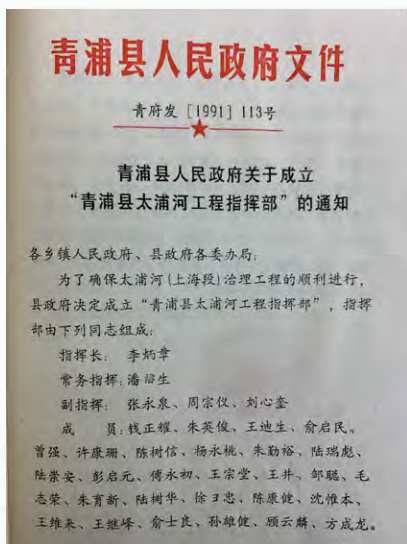 青浦县人民政府文件
青府发［1991］113号
青浦县人民政府关于成立
“青浦县太浦河工程指挥部”的通知
各乡镇人民政府、县政府各委办局：
为了确保太浦河(上海段)治理工程的顺利进行，
县政府决定成立“青浦县太浦河工程指挥部”，指挥
部由下列同志组成：
指挥长： 李炳章
常务指挥：潘 生
副指挥： 张永泉、周宗仪、刘心奎
成 员：钱正耀、朱英俊、王迪生、俞启民、
曾强、许康珊、陈树信、杨永桃、朱勤裕、陆瑞彪、
陆崇安、彭启元、傅永初、王宗堂、王井、邹聪、毛
志荣、朱育新、陆树华、徐 忠、陈康健、沈惟本、
王维来、王继峰、俞士良、孙雄健、顾云麟、方成龙。